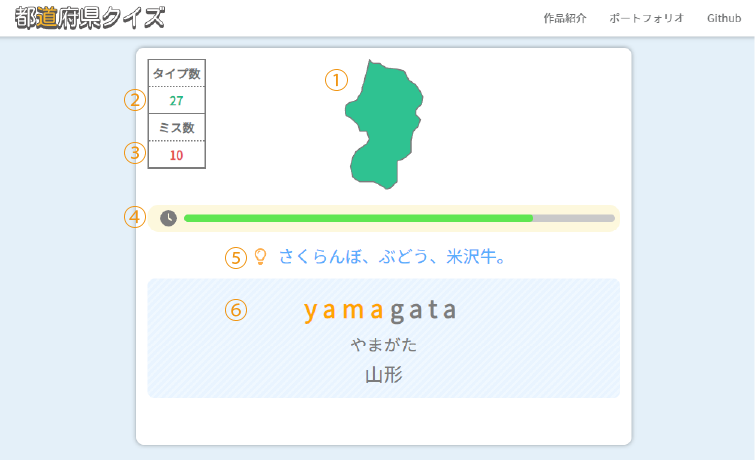 都道府県クイズ
作品紹介 ポートフォリオ Github
①
タイプ数
② 27
ミス数
③ 10
④
⑤ さくらんぼ、ぶどう、米沢牛。
⑥ yamagata
やまがた
山形